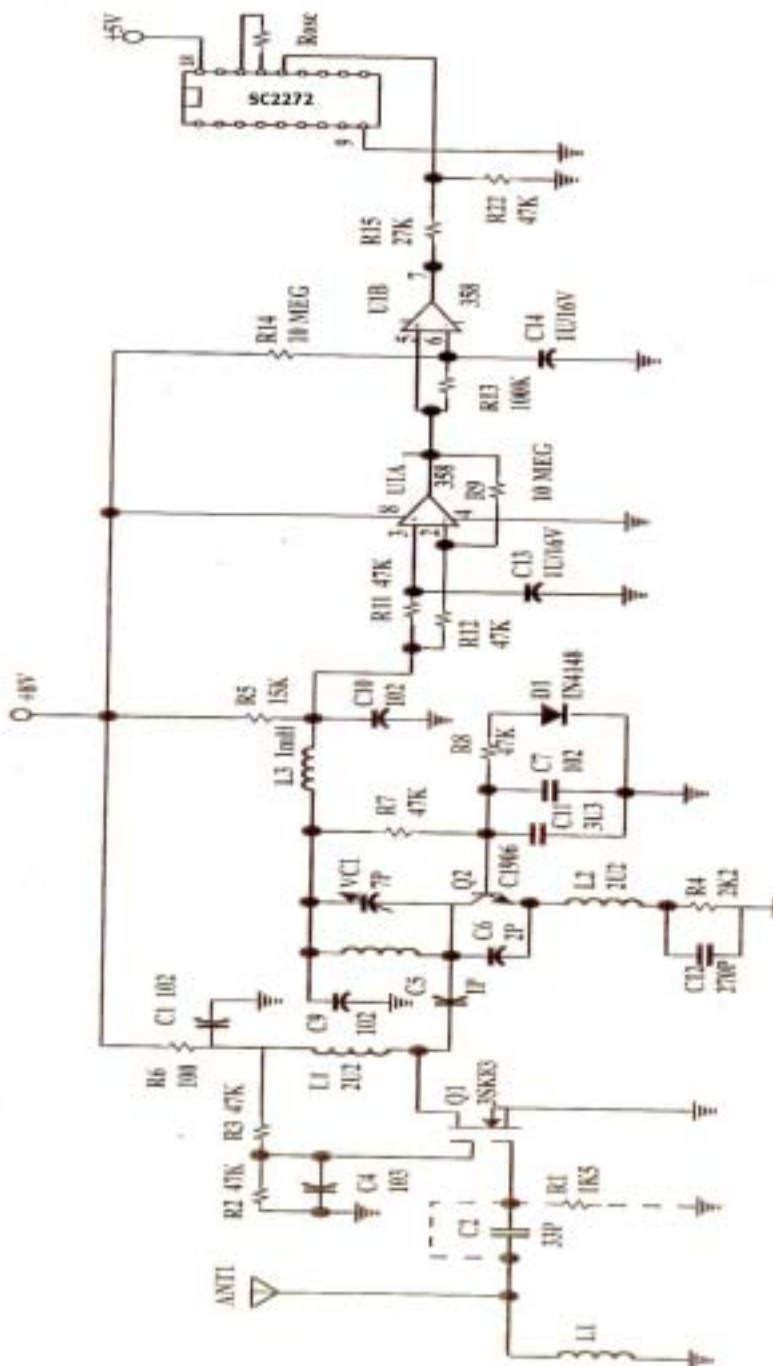 ANT1
L1
C2
33P
R1
1K5
R2 47K
R3 47K
C4
103
R6
100
C1 102
L1
2U2
Q1
3SK83
C5
1P
C9
102
C6
2P
VC1
7P
Q2
C1906
L2
2U2
C12
270P
R4
2K2
+8V
L3 1mH
R5
15K
C10
102
R7
47K
R8
47K
C11
3U3
C7
102
D1
IN4148
R11 47K
R12
47K
C13
1U/16V
3
2
8
4
U1A
358
R9
10 MEG
R14
10 MEG
R13
100K
C14
1U/16V
5
6
7
U1B
358
R15
27K
R22
47K
+5V
18
SC2272
9
Rosc